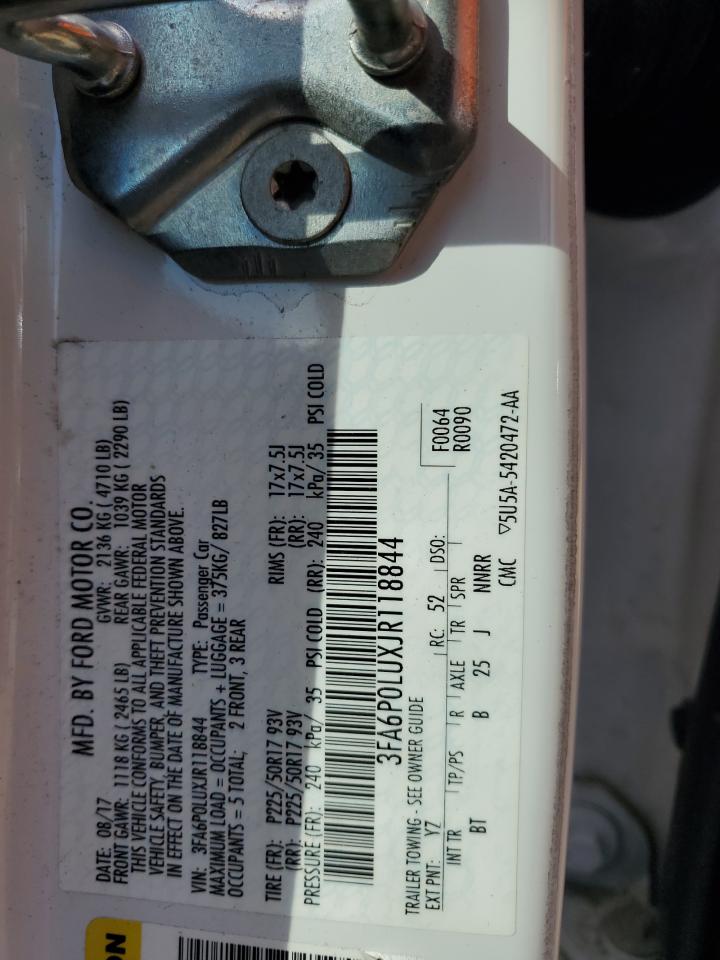 MFD. BY FORD MOTOR CO.
DATE: 08/17 GVWR: 2136 KG ( 4710 LB)
FRONT GAWR: 1118 KG ( 2465 LB) REAR GAWR: 1039 KG ( 2290 LB)
THIS VEHICLE CONFORMS TO ALL APPLICABLE FEDERAL MOTOR
VEHICLE SAFETY, BUMPER, AND THEFT PREVENTION STANDARDS
IN EFFECT ON THE DATE OF MANUFACTURE SHOWN ABOVE.
VIN: 3FA6P0LUXJR118844 TYPE: Passenger Car
MAXIMUM LOAD = OCCUPANTS + LUGGAGE = 375KG/ 827LB
OCCUPANTS = 5 TOTAL; 2 FRONT, 3 REAR
TIRE (FR): P225/50R17 93V RIMS (FR): 17x7.5J
(RR): P225/50R17 93V (RR): 17x7.5J
PRESSURE (FR): 240 kPa/ 35 PSI COLD (RR): 240 kPa/ 35 PSI COLD
3FA6P0LUXJR118844
TRAILER TOWING - SEE OWNER GUIDE F0064
EXT PNT: YZ RC: 52 DSO: R0090
INT TR TP/PS R AXLE TR SPR
BT B 25 J NNRR
CMC ▽5U5A-5420472-AA
ON